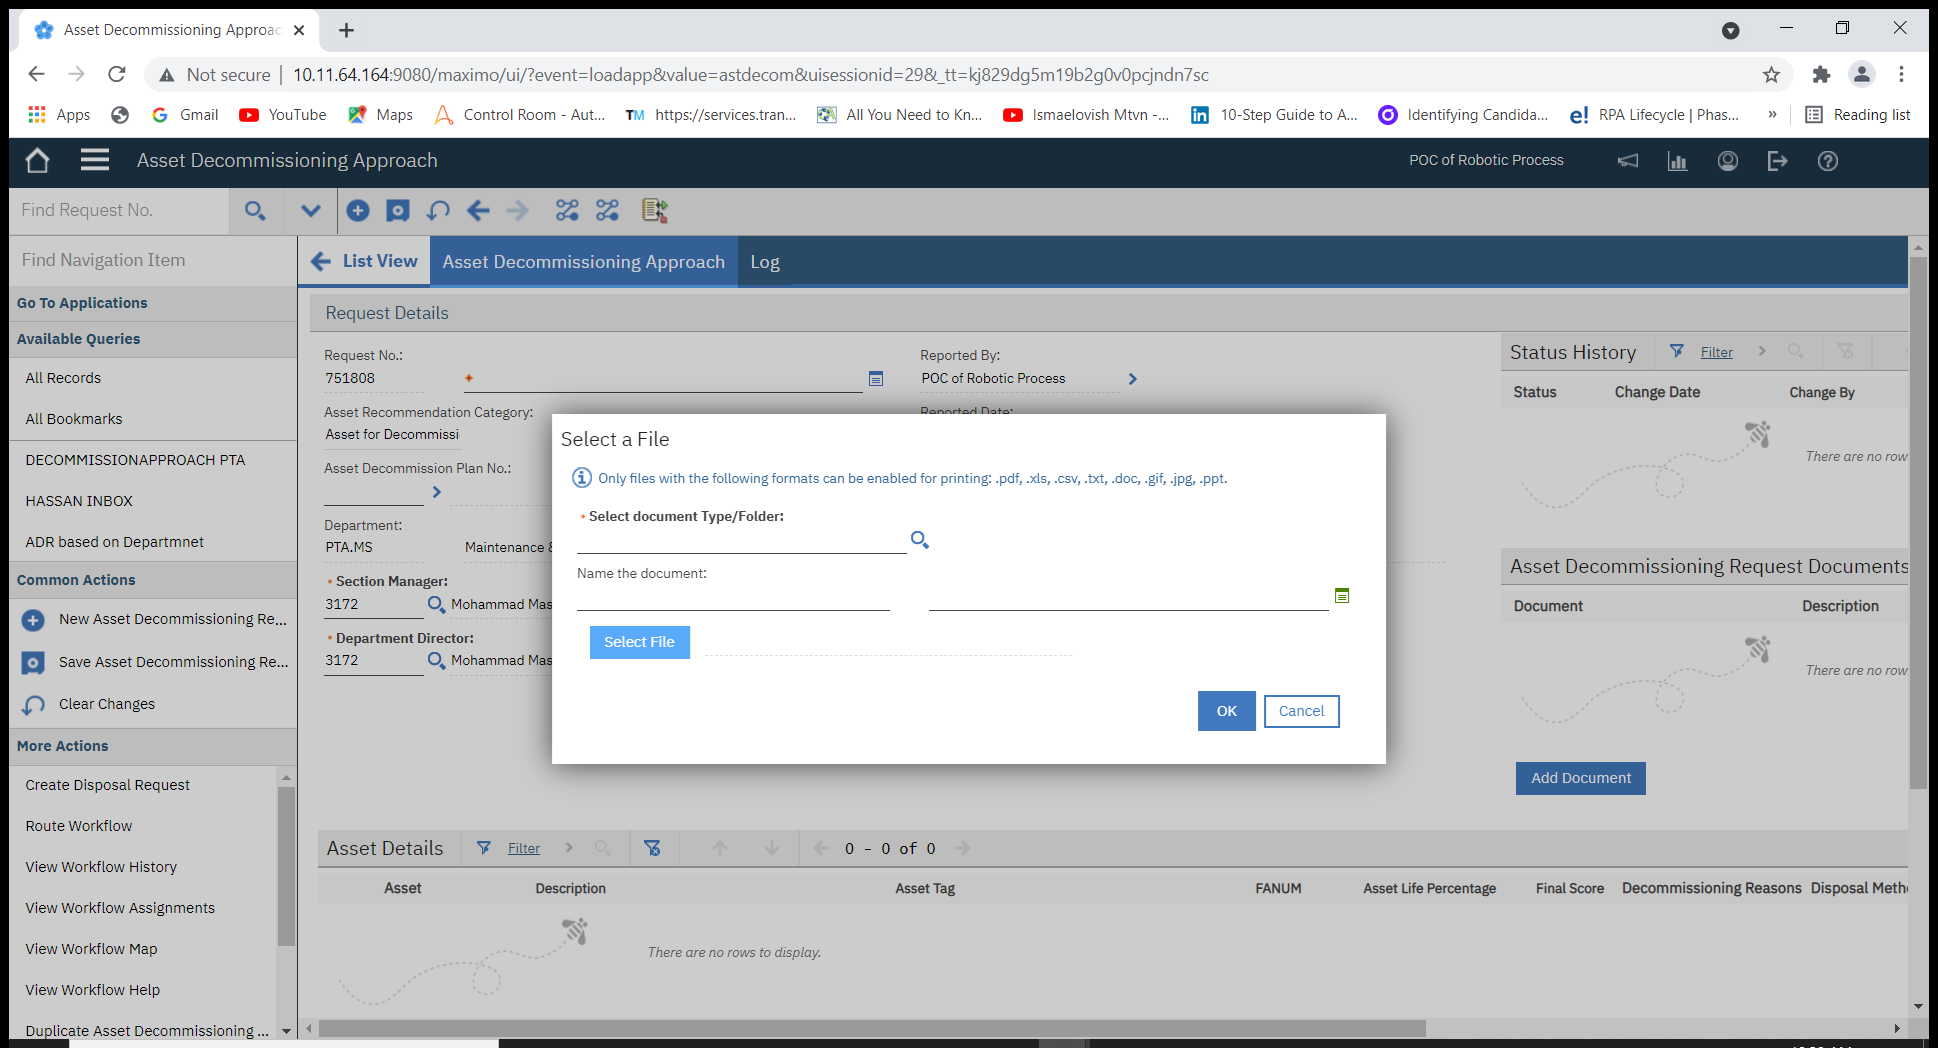 Asset Decommissioning Approac
Not secure | 10.11.64.164:9080/maximo/ui/?event=loadapp&value=astdecom&uisessionid=29&_tt=kj829dg5m19b2g0v0pcjndn7sc
Apps Gmail YouTube Maps Control Room - Aut... TM https://services.tran... All You Need to Kn... Ismaelovish Mtvn -... 10-Step Guide to A... Identifying Candida... e! RPA Lifecycle | Phas... » Reading list
Asset Decommissioning Approach POC of Robotic Process
Find Request No.
Find Navigation Item
Go To Applications
Available Queries
All Records
All Bookmarks
DECOMMISSIONAPPROACH PTA
HASSAN INBOX
ADR based on Departmnet
Common Actions
New Asset Decommissioning Re...
Save Asset Decommissioning Re...
Clear Changes
More Actions
Create Disposal Request
Route Workflow
View Workflow History
View Workflow Assignments
View Workflow Map
View Workflow Help
Duplicate Asset Decommissioning ...
List View Asset Decommissioning Approach Log
Request Details
Request No.:
751808
Asset Recommendation Category:
Asset for Decommissi
Asset Decommission Plan No.:
Department:
PTA.MS Maintenance &
Section Manager:
3172 Mohammad Mas
Department Director:
3172 Mohammad Mas
Reported By:
POC of Robotic Process
Reported Date:
Select a File
Only files with the following formats can be enabled for printing: .pdf, .xls, .csv, .txt, .doc, .gif, .jpg, .ppt.
Select document Type/Folder:
Name the document:
Select File
OK Cancel
Status History Filter
Status Change Date Change By
There are no row
Asset Decommissioning Request Documents
Document Description
There are no row
Add Document
Asset Details Filter 0 - 0 of 0
Asset Description Asset Tag FANUM Asset Life Percentage Final Score Decommissioning Reasons Disposal Meth
There are no rows to display.